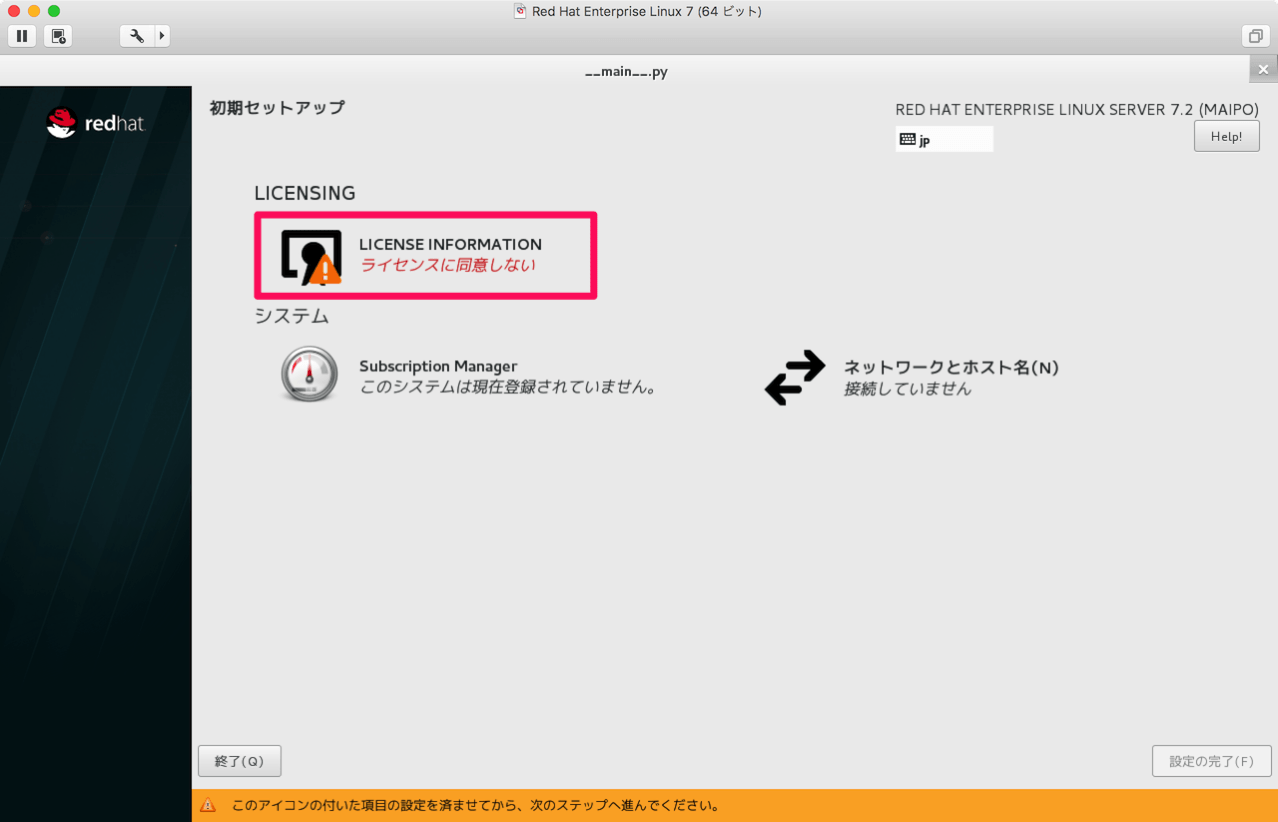 Red Hat Enterprise Linux 7 (64 ビット)
__main__.py
redhat.
初期セットアップ
RED HAT ENTERPRISE LINUX SERVER 7.2 (MAIPO)
jp
Help!
LICENSING
LICENSE INFORMATION
ライセンスに同意しない
システム
Subscription Manager
このシステムは現在登録されていません。
ネットワークとホスト名(N)
接続していません
終了(Q)
設定の完了(F)
このアイコンの付いた項目の設定を済ませてから、次のステップへ進んでください。